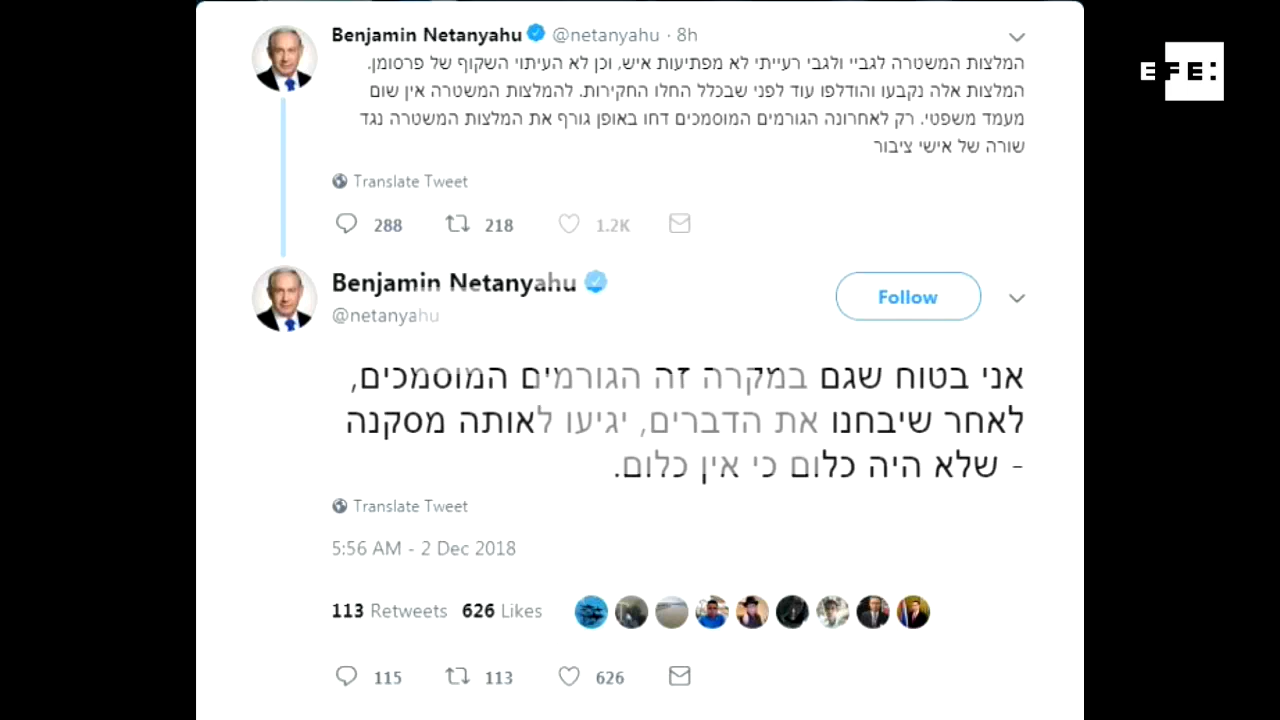 Benjamin Netanyahu @netanyahu · 8h
המלצות המשטרה לגביי ולגבי רעייתי לא מפתיעות איש, וכן לא העיתוי השקוף של פרסומן.
המלצות אלה נקבעו והודלפו עוד לפני שבכלל החלו החקירות. להמלצות המשטרה אין שום
מעמד משפטי. רק לאחרונה הגורמים המוסמכים דחו באופן גורף את המלצות המשטרה נגד
שורה של אישי ציבור
Translate Tweet
288 218 1.2K
Benjamin Netanyahu
Follow
@netanyahu
אני בטוח שגם במקרה זה הגורמים המוסמכים,
לאחר שיבחנו את הדברים, יגיעו לאותה מסקנה
- שלא היה כלום כי אין כלום.
Translate Tweet
5:56 AM - 2 Dec 2018
113 Retweets 626 Likes
115 113 626
EFE: